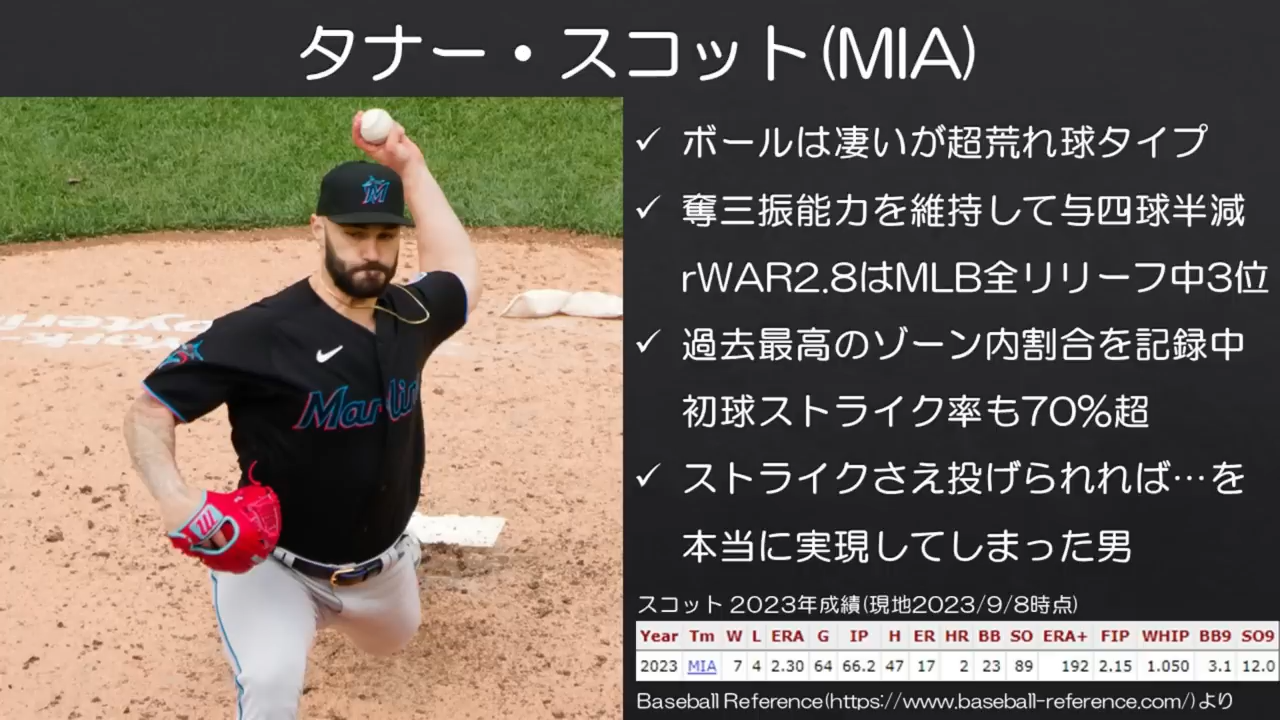 タナー・スコット(MIA)
✓ ボールは凄いが超荒れ球タイプ
✓ 奪三振能力を維持して与四球半減
rWAR2.8はMLB全リリーフ中3位
✓ 過去最高のゾーン内割合を記録中
初球ストライク率も70%超
✓ ストライクさえ投げられれば…を
本当に実現してしまった男
Marlin
スコット 2023年成績(現地2023/9/8時点)
Year Tm W L ERA G IP H ER HR BB SO ERA+ FIP WHIP BB9 SO9
2023 MIA 7 4 2.30 64 66.2 47 17 2 23 89 192 2.15 1.050 3.1 12.0
Baseball Reference(https://www.baseball-reference.com/)より